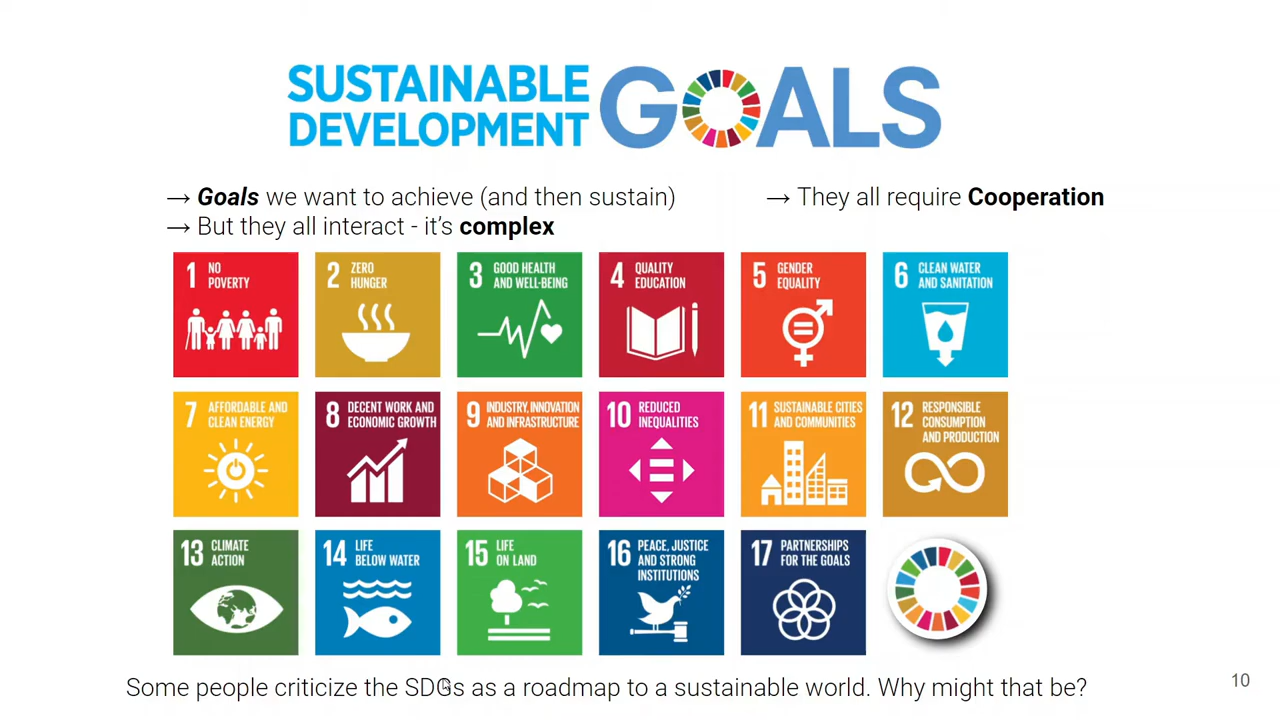 SUSTAINABLE
DEVELOPMENT
GOALS
→ Goals we want to achieve (and then sustain)
→ They all require Cooperation
→ But they all interact - it's complex
1 NO
POVERTY
2 ZERO
HUNGER
3 GOOD HEALTH
AND WELL-BEING
4 QUALITY
EDUCATION
5 GENDER
EQUALITY
6 CLEAN WATER
AND SANITATION
7 AFFORDABLE AND
CLEAN ENERGY
8 DECENT WORK AND
ECONOMIC GROWTH
9 INDUSTRY, INNOVATION
AND INFRASTRUCTURE
10 REDUCED
INEQUALITIES
11 SUSTAINABLE CITIES
AND COMMUNITIES
12 RESPONSIBLE
CONSUMPTION
AND PRODUCTION
13 CLIMATE
ACTION
14 LIFE
BELOW WATER
15 LIFE
ON LAND
16 PEACE, JUSTICE
AND STRONG
INSTITUTIONS
17 PARTNERSHIPS
FOR THE GOALS
Some people criticize the SDGs as a roadmap to a sustainable world. Why might that be?
10